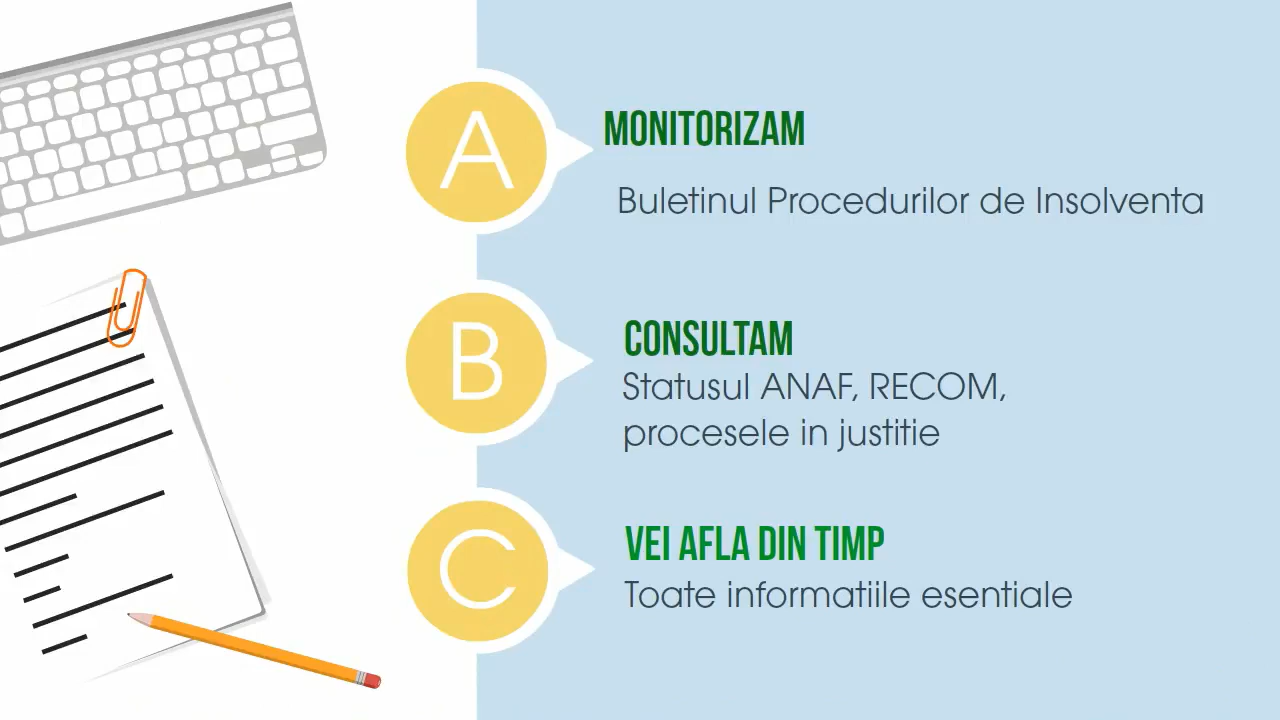 A
MONITORIZAM
Buletinul Procedurilor de Insolventa
B
CONSULTAM
Statusul ANAF, RECOM,
procesele in justitie
C
VEI AFLA DIN TIMP
Toate informatiile esentiale